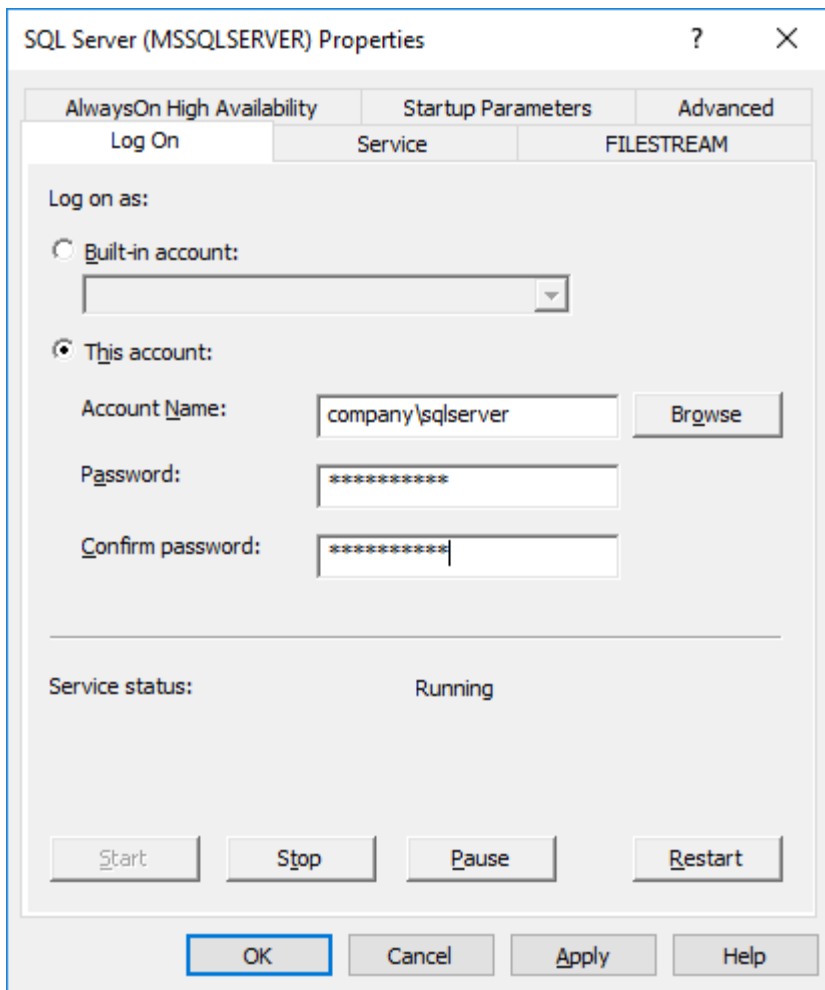 SQL Server (MSSQLSERVER) Properties ? ×
AlwaysOn High Availability Startup Parameters Advanced
Log On Service FILESTREAM
Log on as:
Built-in account:
This account:
Account Name: company\sqlserver Browse
Password: **********
Confirm password: **********
Service status: Running
Start Stop Pause Restart
OK Cancel Apply Help